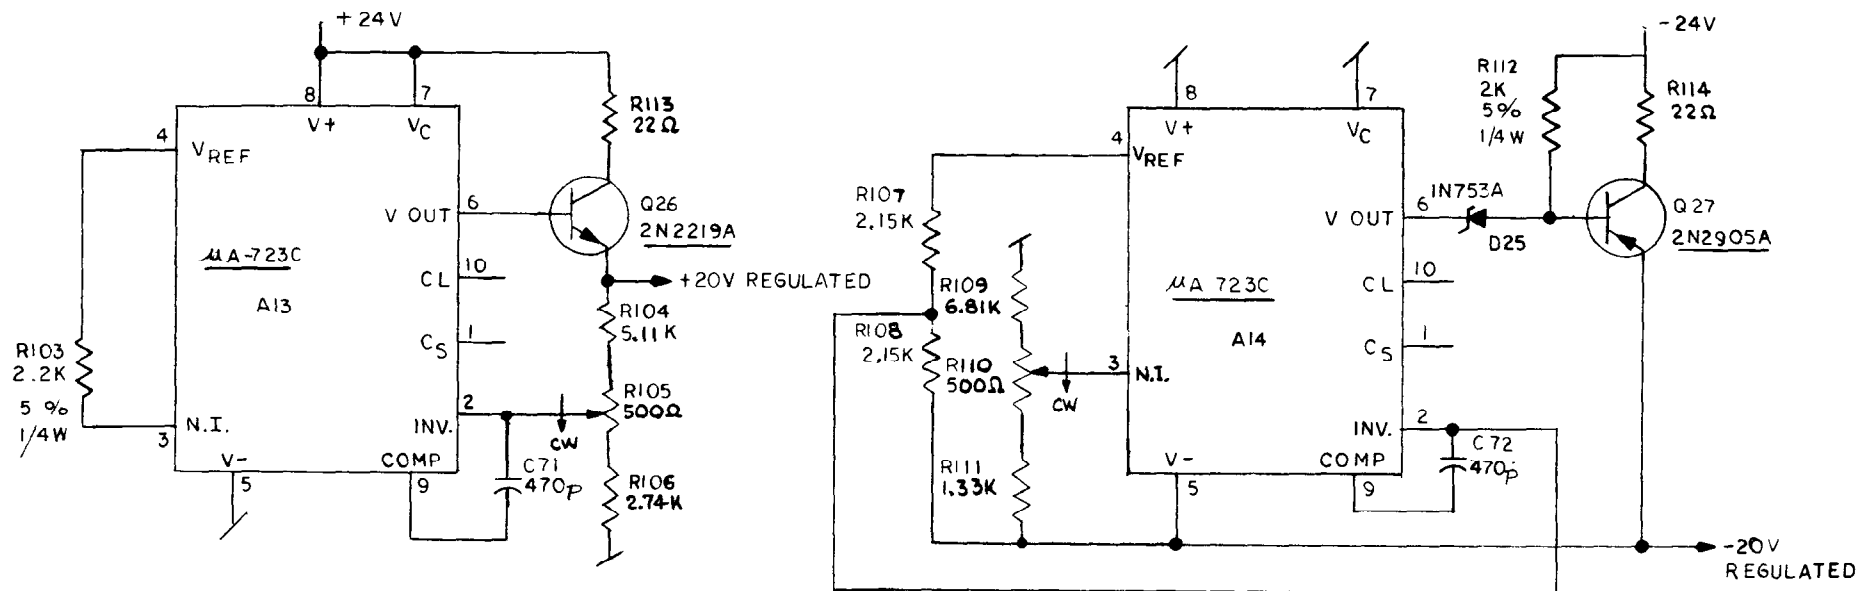 +24V
8
7
V+
VC
4
VREF
R113
22Ω
V OUT
6
Q26
2N2219A
μA-723C
A13
CL
10
+20V REGULATED
R104
5.11K
CS
1
R103
2.2K
5%
1/4W
R105
500Ω
2
INV.
CW
N.I.
3
V-
5
COMP
9
C71
470p
R106
2.74K
-24V
R112
2K
5%
1/4W
R114
22Ω
8
7
V+
VC
4
VREF
R107
2.15K
V OUT
6
1N753A
D25
Q27
2N2905A
μA 723C
A14
CL
10
R109
6.81K
R108
2.15K
CS
1
R110
500Ω
3
N.I.
CW
INV.
2
C72
470p
R111
1.33K
V-
5
COMP
9
-20V
REGULATED